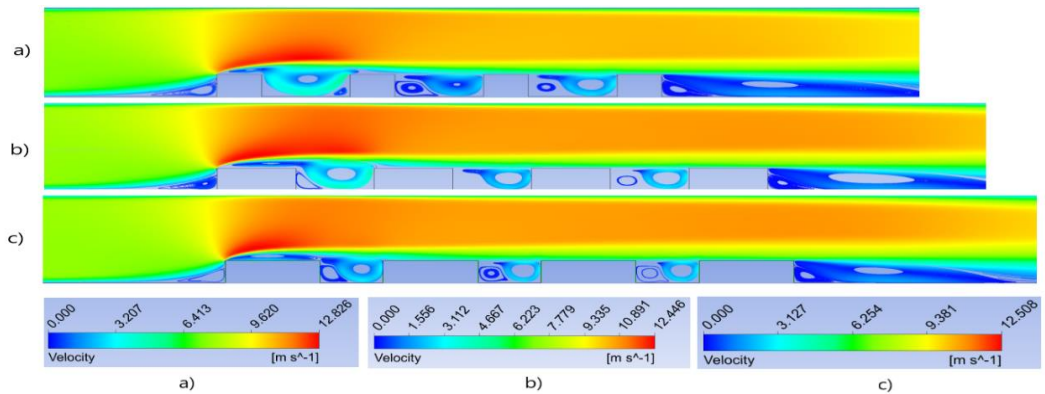 a)
b)
c)
0.000 3.207 6.413 9.620 12.826
Velocity [m s^-1]
0.000 1.556 3.112 4.667 6.223 7.779 9.335 10.891 12.446
Velocity [m s^-1]
0.000 3.127 6.254 9.381 12.508
Velocity [m s^-1]
a) b) c)